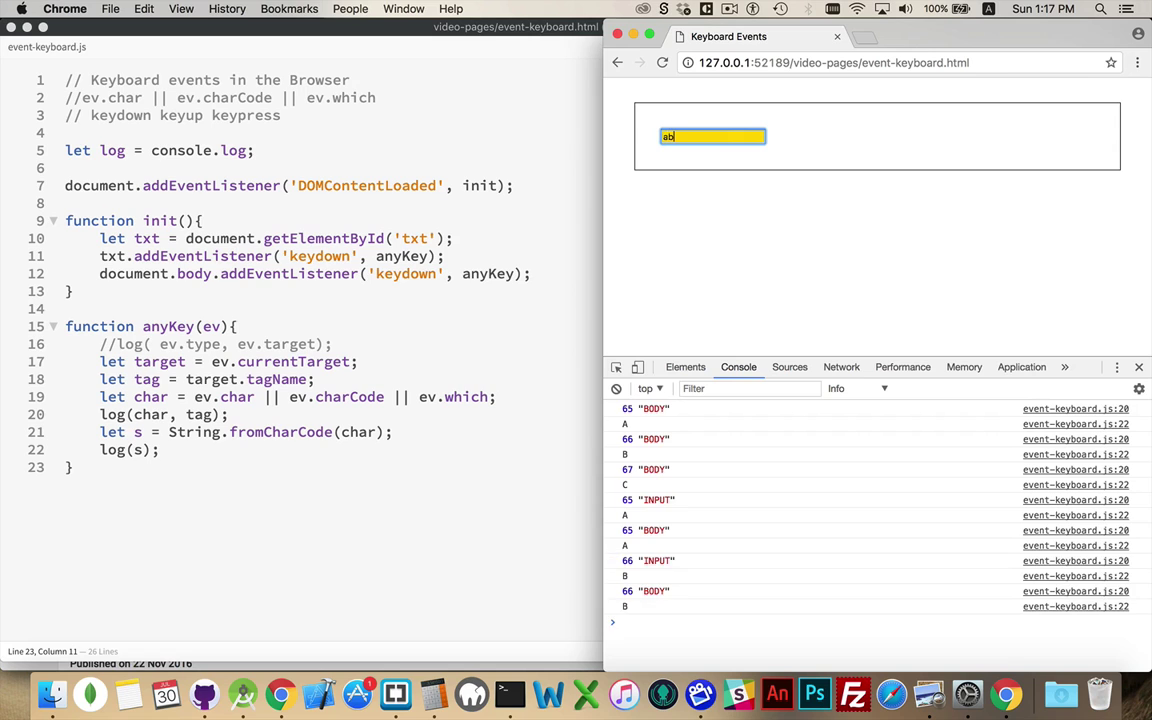 Chrome File Edit View History Bookmarks People Window Help 100% A Sun 1:17 PM
video-pages/event-keyboard.html
event-keyboard.js
1 // Keyboard events in the Browser
2 //ev.char || ev.charCode || ev.which
3 // keydown keyup keypress
4
5 let log = console.log;
6
7 document.addEventListener('DOMContentLoaded', init);
8
9 function init(){
10 let txt = document.getElementById('txt');
11 txt.addEventListener('keydown', anyKey);
12 document.body.addEventListener('keydown', anyKey);
13 }
14
15 function anyKey(ev){
16 //log( ev.type, ev.target);
17 let target = ev.currentTarget;
18 let tag = target.tagName;
19 let char = ev.char || ev.charCode || ev.which;
20 log(char, tag);
21 let s = String.fromCharCode(char);
22 log(s);
23 }
Line 23, Column 11 — 26 Lines
Published on 22 Nov 2016
Keyboard Events
127.0.0.1:52189/video-pages/event-keyboard.html
ab
Elements Console Sources Network Performance Memory Application »
top Filter Info
65 "BODY" event-keyboard.js:20
A event-keyboard.js:22
66 "BODY" event-keyboard.js:20
B event-keyboard.js:22
67 "BODY" event-keyboard.js:20
C event-keyboard.js:22
65 "INPUT" event-keyboard.js:20
A event-keyboard.js:22
65 "BODY" event-keyboard.js:20
A event-keyboard.js:22
66 "INPUT" event-keyboard.js:20
B event-keyboard.js:22
66 "BODY" event-keyboard.js:20
B event-keyboard.js:22
>
30 1 An Ps Fz